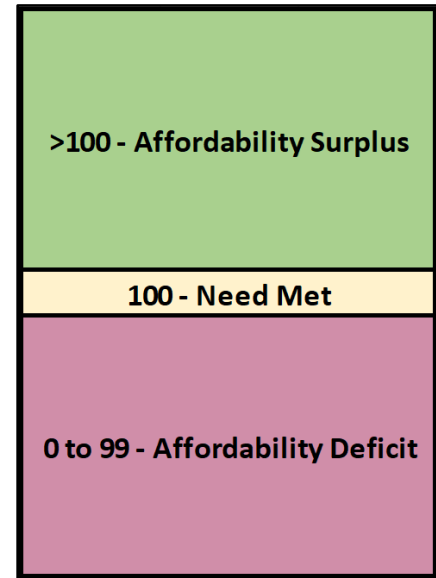 >100 - Affordability Surplus
100 - Need Met
0 to 99 - Affordability Deficit